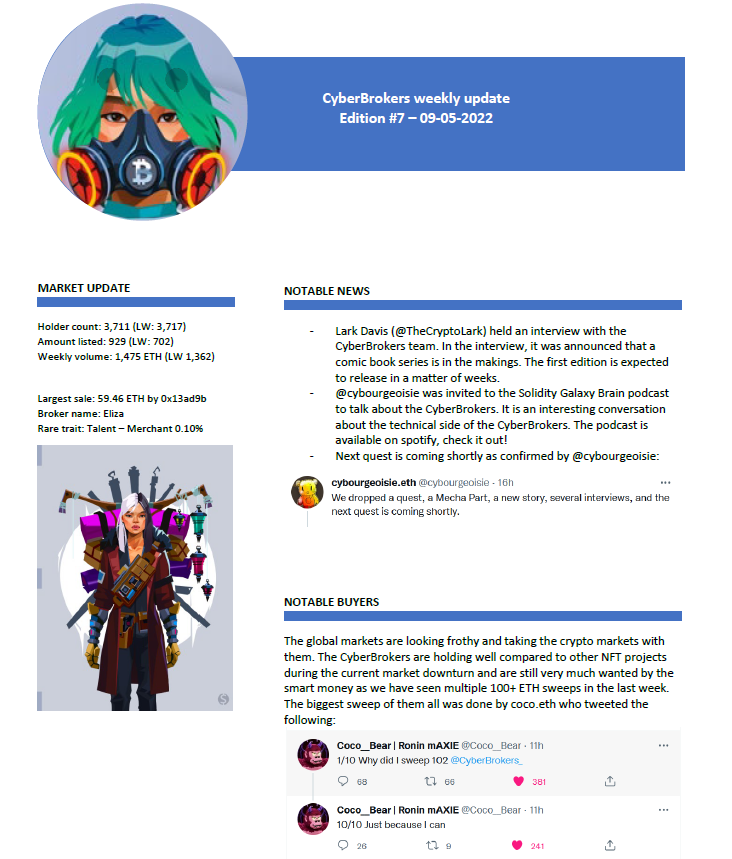 CyberBrokers weekly update
Edition #7 – 09-05-2022
MARKET UPDATE
Holder count: 3,711 (LW: 3,717)
Amount listed: 929 (LW: 702)
Weekly volume: 1,475 ETH (LW 1,362)
Largest sale: 59.46 ETH by 0x13ad9b
Broker name: Eliza
Rare trait: Talent – Merchant 0.10%
NOTABLE NEWS
- Lark Davis (@TheCryptoLark) held an interview with the
CyberBrokers team. In the interview, it was announced that a
comic book series is in the makings. The first edition is expected
to release in a matter of weeks.
- @cybourgeoisie was invited to the Solidity Galaxy Brain podcast
to talk about the CyberBrokers. It is an interesting conversation
about the technical side of the CyberBrokers. The podcast is
available on spotify, check it out!
- Next quest is coming shortly as confirmed by @cybourgeoisie:
cybourgeoisie.eth @cybourgeoisie · 16h
We dropped a quest, a Mecha Part, a new story, several interviews, and the
next quest is coming shortly.
NOTABLE BUYERS
The global markets are looking frothy and taking the crypto markets with
them. The CyberBrokers are holding well compared to other NFT projects
during the current market downturn and are still very much wanted by the
smart money as we have seen multiple 100+ ETH sweeps in the last week.
The biggest sweep of them all was done by coco.eth who tweeted the
following:
Coco__Bear | Ronin mAXIE @Coco__Bear · 11h
1/10 Why did I sweep 102 @CyberBrokers_
68 66 381
Coco__Bear | Ronin mAXIE @Coco__Bear · 11h
10/10 Just because I can
26 9 241